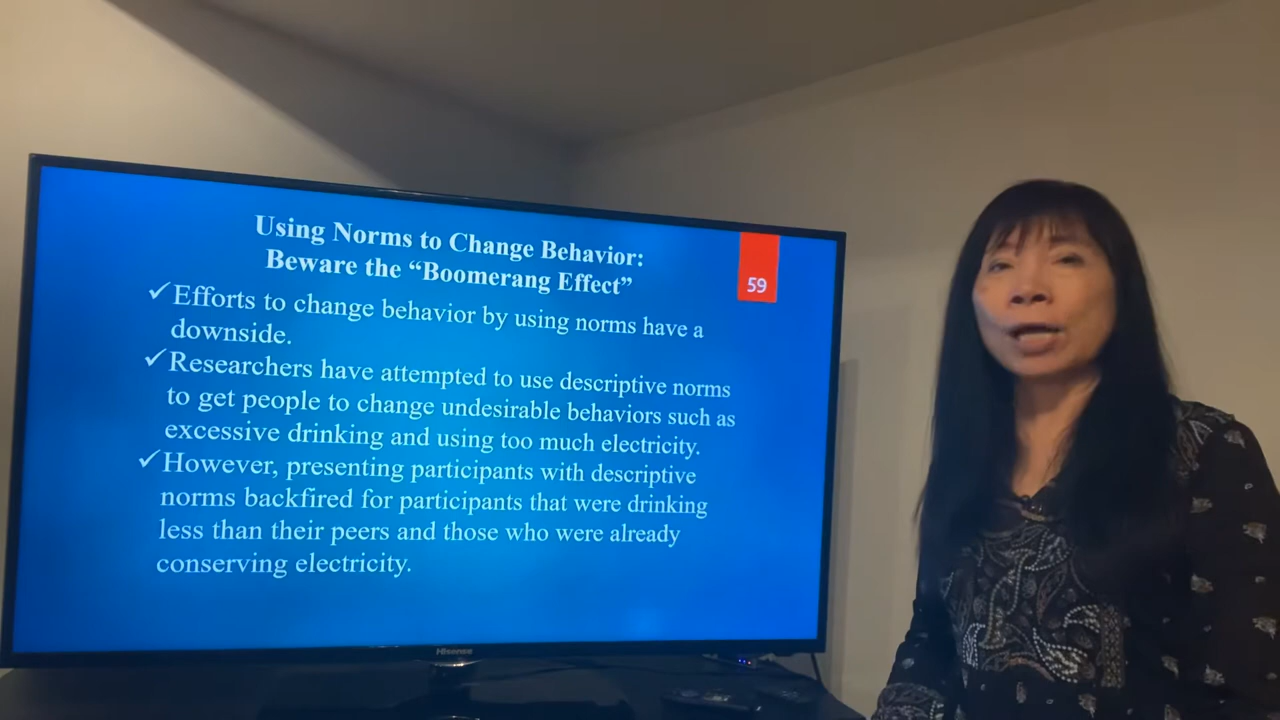 Using Norms to Change Behavior:
Beware the “Boomerang Effect”
59
✓Efforts to change behavior by using norms have a
downside.
✓Researchers have attempted to use descriptive norms
to get people to change undesirable behaviors such as
excessive drinking and using too much electricity.
✓However, presenting participants with descriptive
norms backfired for participants that were drinking
less than their peers and those who were already
conserving electricity.
Hisense